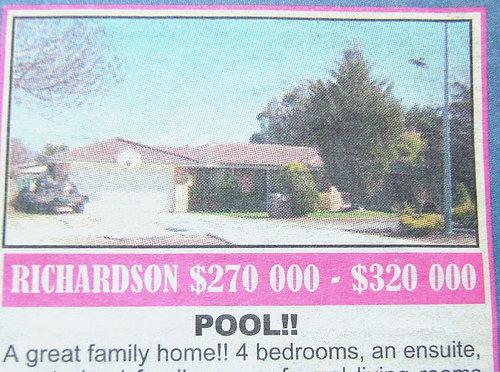 RICHARDSON $270 000 - $320 000
POOL!!
A great family home!! 4 bedrooms, an ensuite,